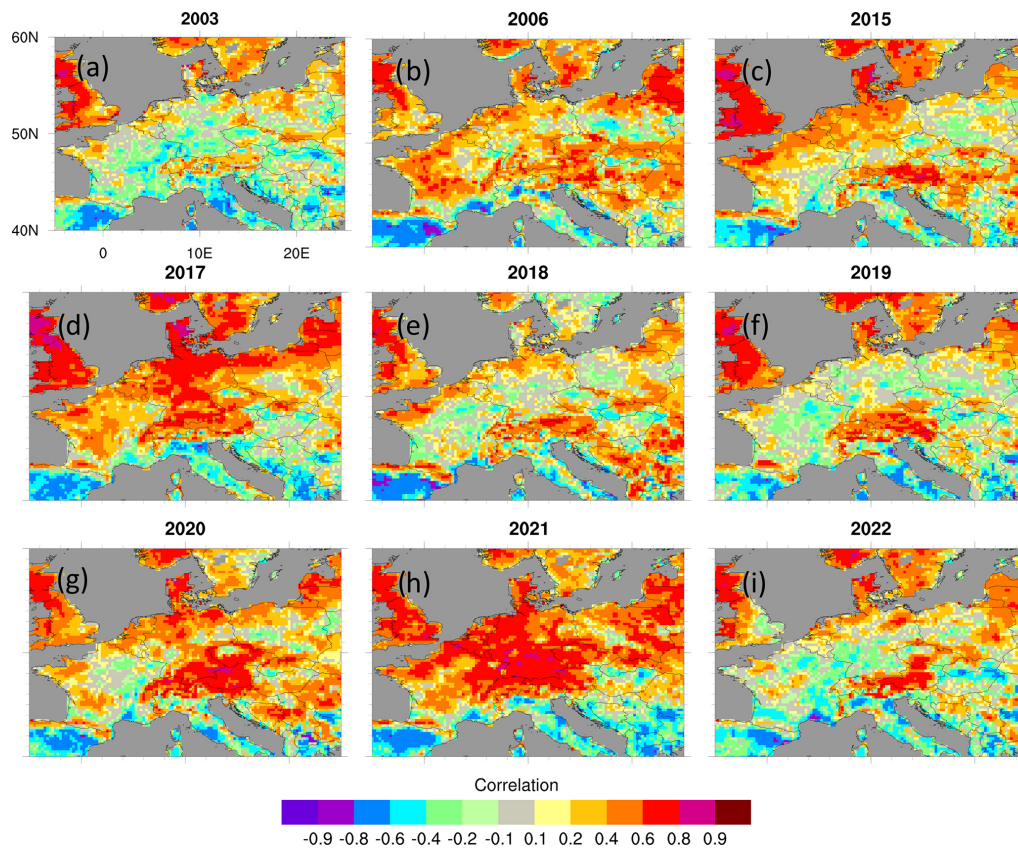 2003
60N
(a)
50N
40N
0 10E 20E
2006
(b)
2015
(c)
2017
(d)
2018
(e)
2019
(f)
2020
(g)
2021
(h)
2022
(i)
Correlation
-0.9 -0.8 -0.6 -0.4 -0.2 -0.1 0.1 0.2 0.4 0.6 0.8 0.9